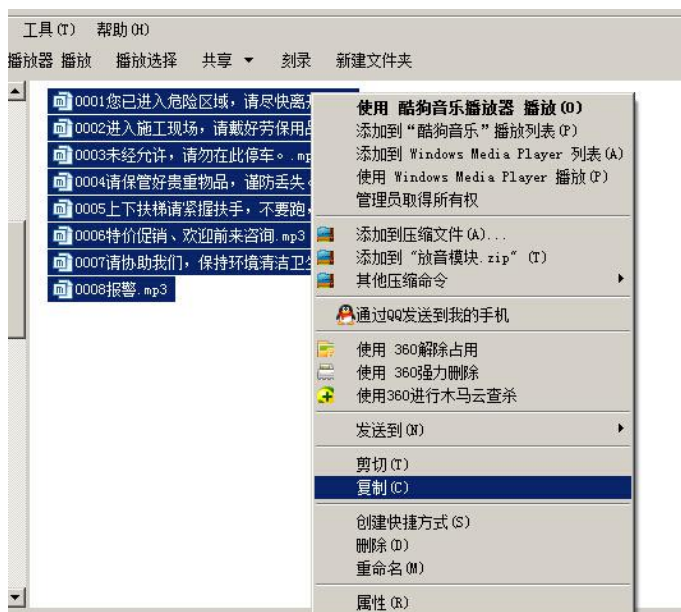 工具(T) 帮助(H)
播放器 播放 播放选择 共享 刻录 新建文件夹
0001您已进入危险区域，请尽快离
0002进入施工现场，请戴好劳保用
0003未经允许，请勿在此停车。.mp
0004请保管好贵重物品，谨防丢失。
0005上下扶梯请紧握扶手，不要跑，
0006特价促销、欢迎前来咨询.mp3
0007请协助我们，保持环境清洁卫
0008报警.mp3
使用 酷狗音乐播放器 播放(O)
添加到“酷狗音乐”播放列表(P)
添加到 Windows Media Player 列表(A)
使用 Windows Media Player 播放(P)
管理员取得所有权
添加到压缩文件(A)...
添加到 "放音模块.zip" (T)
其他压缩命令
通过QQ发送到我的手机
使用 360解除占用
使用 360强力删除
使用360进行木马云查杀
发送到(N)
剪切(T)
复制(C)
创建快捷方式(S)
删除(D)
重命名(M)
属性(R)